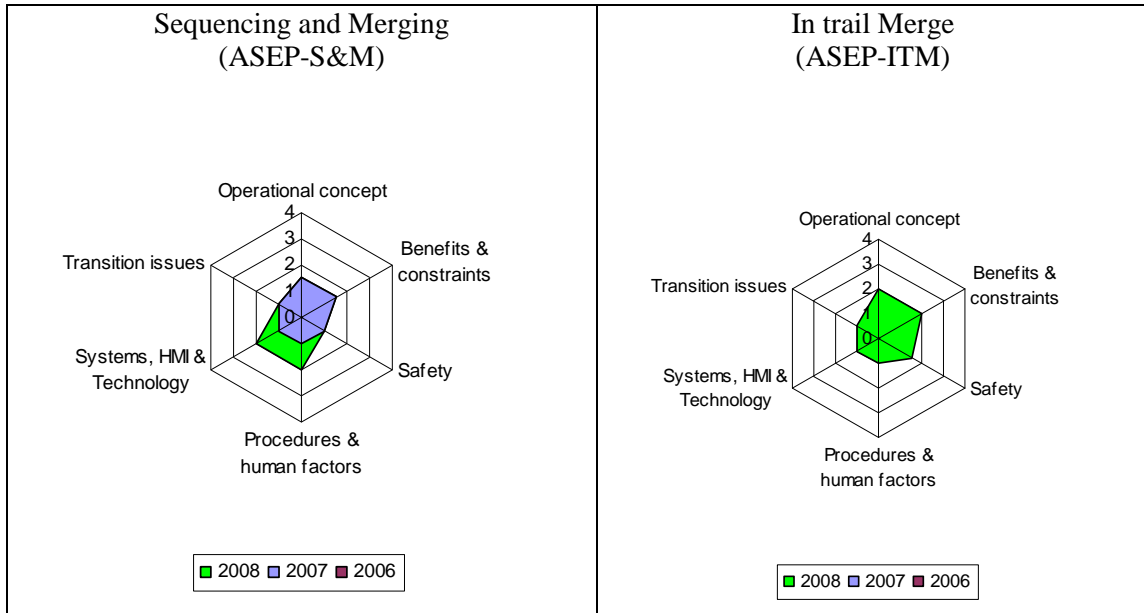 Sequencing and Merging
(ASEP-S&M)
Operational concept
4
3
2
1
0
Benefits &
constraints
Transition issues
Systems, HMI &
Technology
Safety
Procedures &
human factors
2008 2007 2006
In trail Merge
(ASEP-ITM)
Operational concept
4
3
2
1
0
Benefits &
constraints
Transition issues
Systems, HMI &
Technology
Safety
Procedures &
human factors
2008 2007 2006